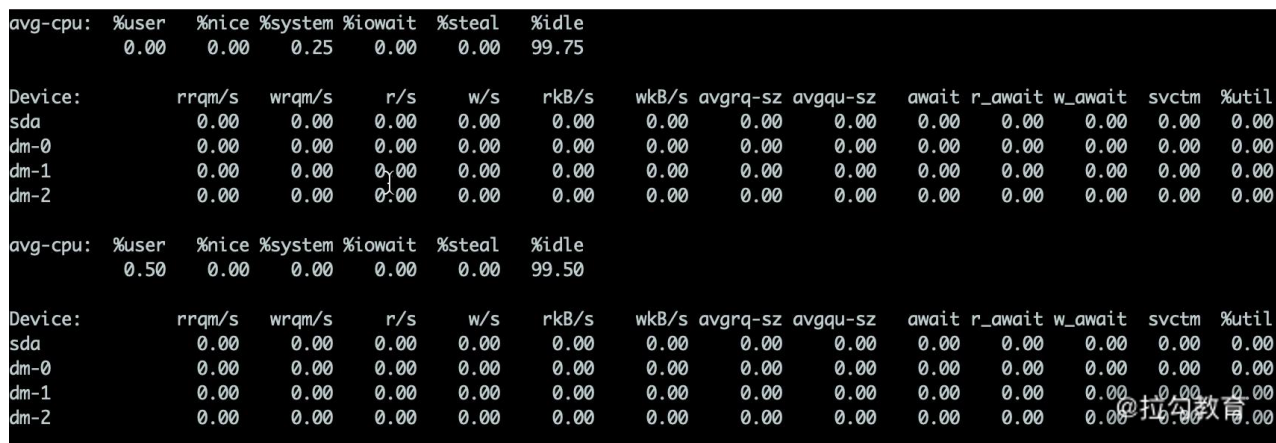 avg-cpu: %user %nice %system %iowait %steal %idle
0.00 0.00 0.25 0.00 0.00 99.75
Device: rrqm/s wrqm/s r/s w/s rkB/s wkB/s avgrq-sz avgqu-sz await r_await w_await svctm %util
sda 0.00 0.00 0.00 0.00 0.00 0.00 0.00 0.00 0.00 0.00 0.00 0.00 0.00
dm-0 0.00 0.00 0.00 0.00 0.00 0.00 0.00 0.00 0.00 0.00 0.00 0.00 0.00
dm-1 0.00 0.00 0.00 0.00 0.00 0.00 0.00 0.00 0.00 0.00 0.00 0.00 0.00
dm-2 0.00 0.00 0.00 0.00 0.00 0.00 0.00 0.00 0.00 0.00 0.00 0.00 0.00
avg-cpu: %user %nice %system %iowait %steal %idle
0.50 0.00 0.00 0.00 0.00 99.50
Device: rrqm/s wrqm/s r/s w/s rkB/s wkB/s avgrq-sz avgqu-sz await r_await w_await svctm %util
sda 0.00 0.00 0.00 0.00 0.00 0.00 0.00 0.00 0.00 0.00 0.00 0.00 0.00
dm-0 0.00 0.00 0.00 0.00 0.00 0.00 0.00 0.00 0.00 0.00 0.00 0.00 0.00
dm-1 0.00 0.00 0.00 0.00 0.00 0.00 0.00 0.00 0.00 0.00 0.00 0.00 0.00
dm-2 0.00 0.00 0.00 0.00 0.00 0.00 0.00 0.00 0.00 0.00 0.00 0.00 0.00
@拉勾教育